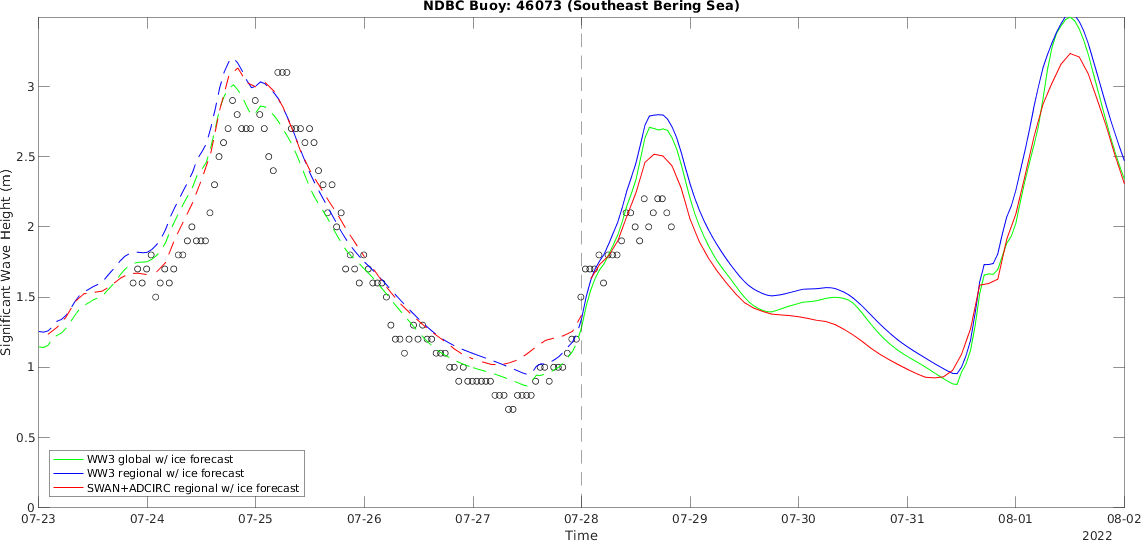 NDBC Buoy: 46073 (Southeast Bering Sea)
Significant Wave Height (m)
3
2.5
2
1.5
1
0.5
0
WW3 global w/ ice forecast
WW3 regional w/ ice forecast
SWAN+ADCIRC regional w/ ice forecast
07-23 07-24 07-25 07-26 07-27 07-28 07-29 07-30 07-31 08-01 08-02
Time
2022